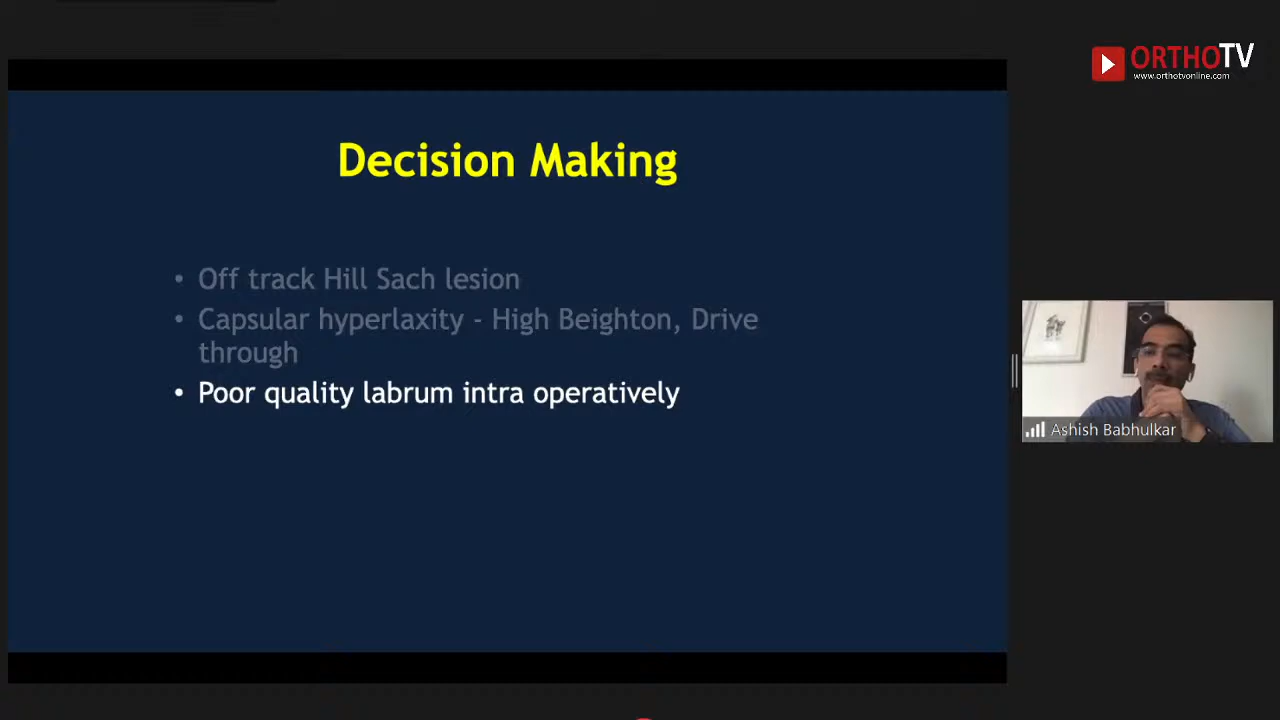 ORTHOTV
www.orthotvonline.com
Decision Making
• Off track Hill Sach lesion
• Capsular hyperlaxity - High Beighton, Drive
through
• Poor quality labrum intra operatively
Ashish Babhulkar